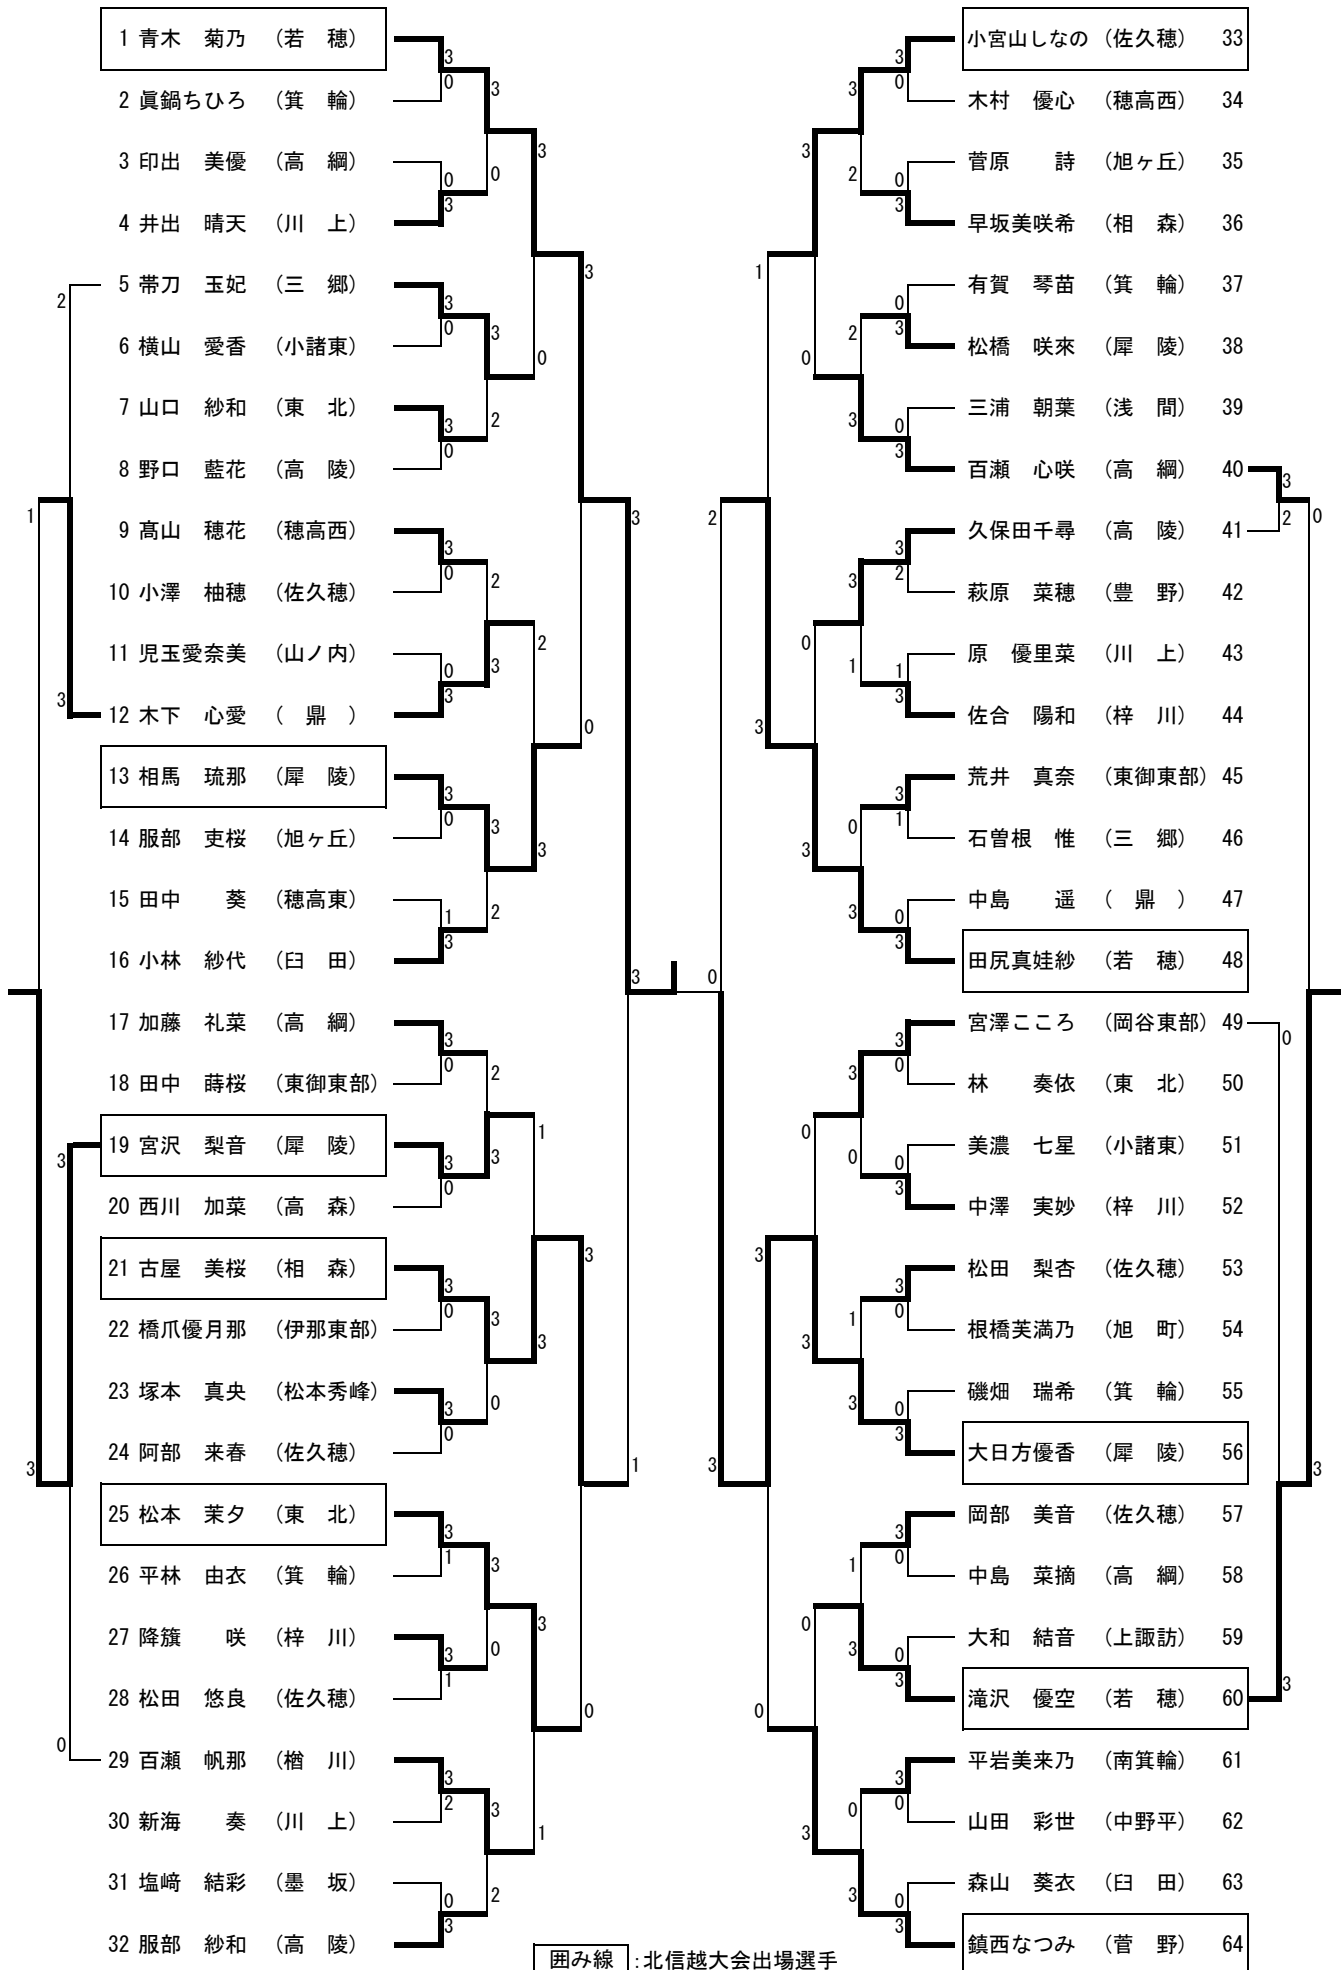 1 青木　菊乃　（若　穂）
2 眞鍋ちひろ　（箕　輪）
3 印出　美優　（高　綱）
4 井出　晴天　（川　上）
5 帯刀　玉妃　（三　郷）
6 横山　愛香　（小諸東）
7 山口　紗和　（東　北）
8 野口　藍花　（高　陵）
9 髙山　穂花　（穂高西）
10 小澤　柚穂　（佐久穂）
11 児玉愛奈美　（山ノ内）
12 木下　心愛　（　鼎　）
13 相馬　琉那　（犀　陵）
14 服部　吏桜　（旭ヶ丘）
15 田中　　葵　（穂高東）
16 小林　紗代　（臼　田）
17 加藤　礼菜　（高　綱）
18 田中　蒔桜　（東御東部）
19 宮沢　梨音　（犀　陵）
20 西川　加菜　（高　森）
21 古屋　美桜　（相　森）
22 橋爪優月那　（伊那東部）
23 塚本　真央　（松本秀峰）
24 阿部　来春　（佐久穂）
25 松本　茉夕　（東　北）
26 平林　由衣　（箕　輪）
27 降籏　　咲　（梓　川）
28 松田　悠良　（佐久穂）
29 百瀬　帆那　（楢　川）
30 新海　　奏　（川　上）
31 塩﨑　結彩　（墨　坂）
32 服部　紗和　（高　陵）
小宮山しなの　（佐久穂）　33
木村　優心　（穂高西）　34
菅原　　詩　（旭ヶ丘）　35
早坂美咲希　（相　森）　36
有賀　琴苗　（箕　輪）　37
松橋　咲來　（犀　陵）　38
三浦　朝葉　（浅　間）　39
百瀬　心咲　（高　綱）　40
久保田千尋　（高　陵）　41
萩原　菜穂　（豊　野）　42
原　優里菜　（川　上）　43
佐合　陽和　（梓　川）　44
荒井　真奈　（東御東部）　45
石曽根　惟　（三　郷）　46
中島　　遥　（　鼎　）　47
田尻真娃紗　（若　穂）　48
宮澤こころ　（岡谷東部）　49
林　　奏依　（東　北）　50
美濃　七星　（小諸東）　51
中澤　実妙　（梓　川）　52
松田　梨杏　（佐久穂）　53
根橋芙満乃　（旭　町）　54
磯畑　瑞希　（箕　輪）　55
大日方優香　（犀　陵）　56
岡部　美音　（佐久穂）　57
中島　菜摘　（高　綱）　58
大和　結音　（上諏訪）　59
滝沢　優空　（若　穂）　60
平岩美来乃　（南箕輪）　61
山田　彩世　（中野平）　62
森山　葵衣　（臼　田）　63
鎮西なつみ　（菅　野）　64
囲み線：北信越大会出場選手